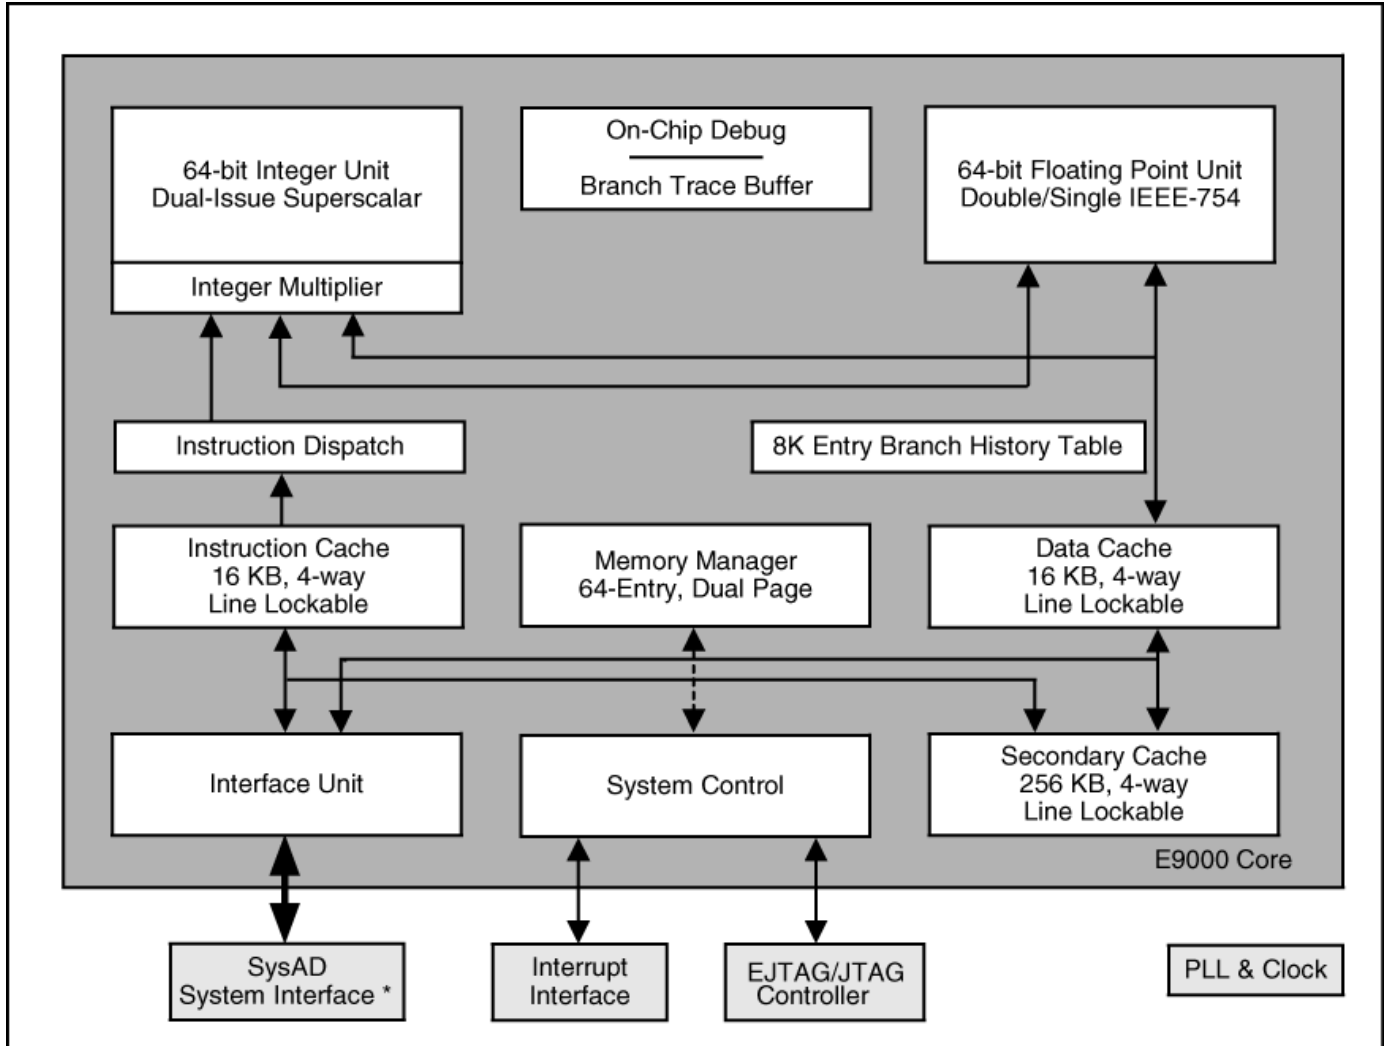 64-bit Integer Unit
Dual-Issue Superscalar
Integer Multiplier
On-Chip Debug
Branch Trace Buffer
64-bit Floating Point Unit
Double/Single IEEE-754
Instruction Dispatch
8K Entry Branch History Table
Instruction Cache
16 KB, 4-way
Line Lockable
Memory Manager
64-Entry, Dual Page
Data Cache
16 KB, 4-way
Line Lockable
Interface Unit
System Control
Secondary Cache
256 KB, 4-way
Line Lockable
E9000 Core
SysAD
System Interface *
Interrupt
Interface
EJTAG/JTAG
Controller
PLL & Clock